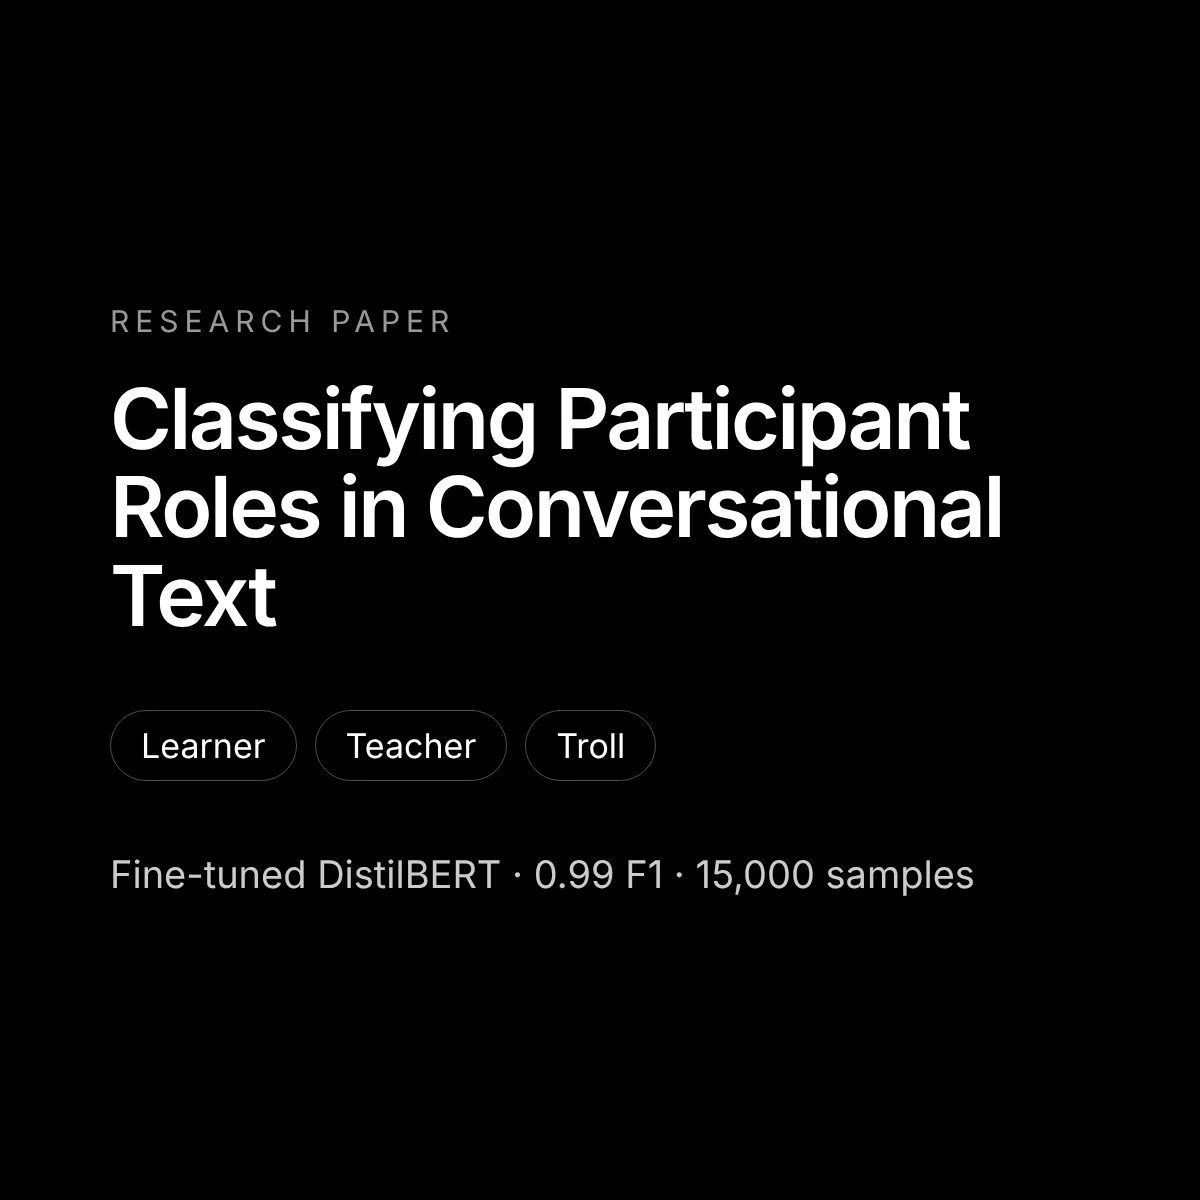 RESEARCH PAPER
Classifying Participant
Roles in Conversational
Text
Learner Teacher Troll
Fine-tuned DistilBERT · 0.99 F1 · 15,000 samples